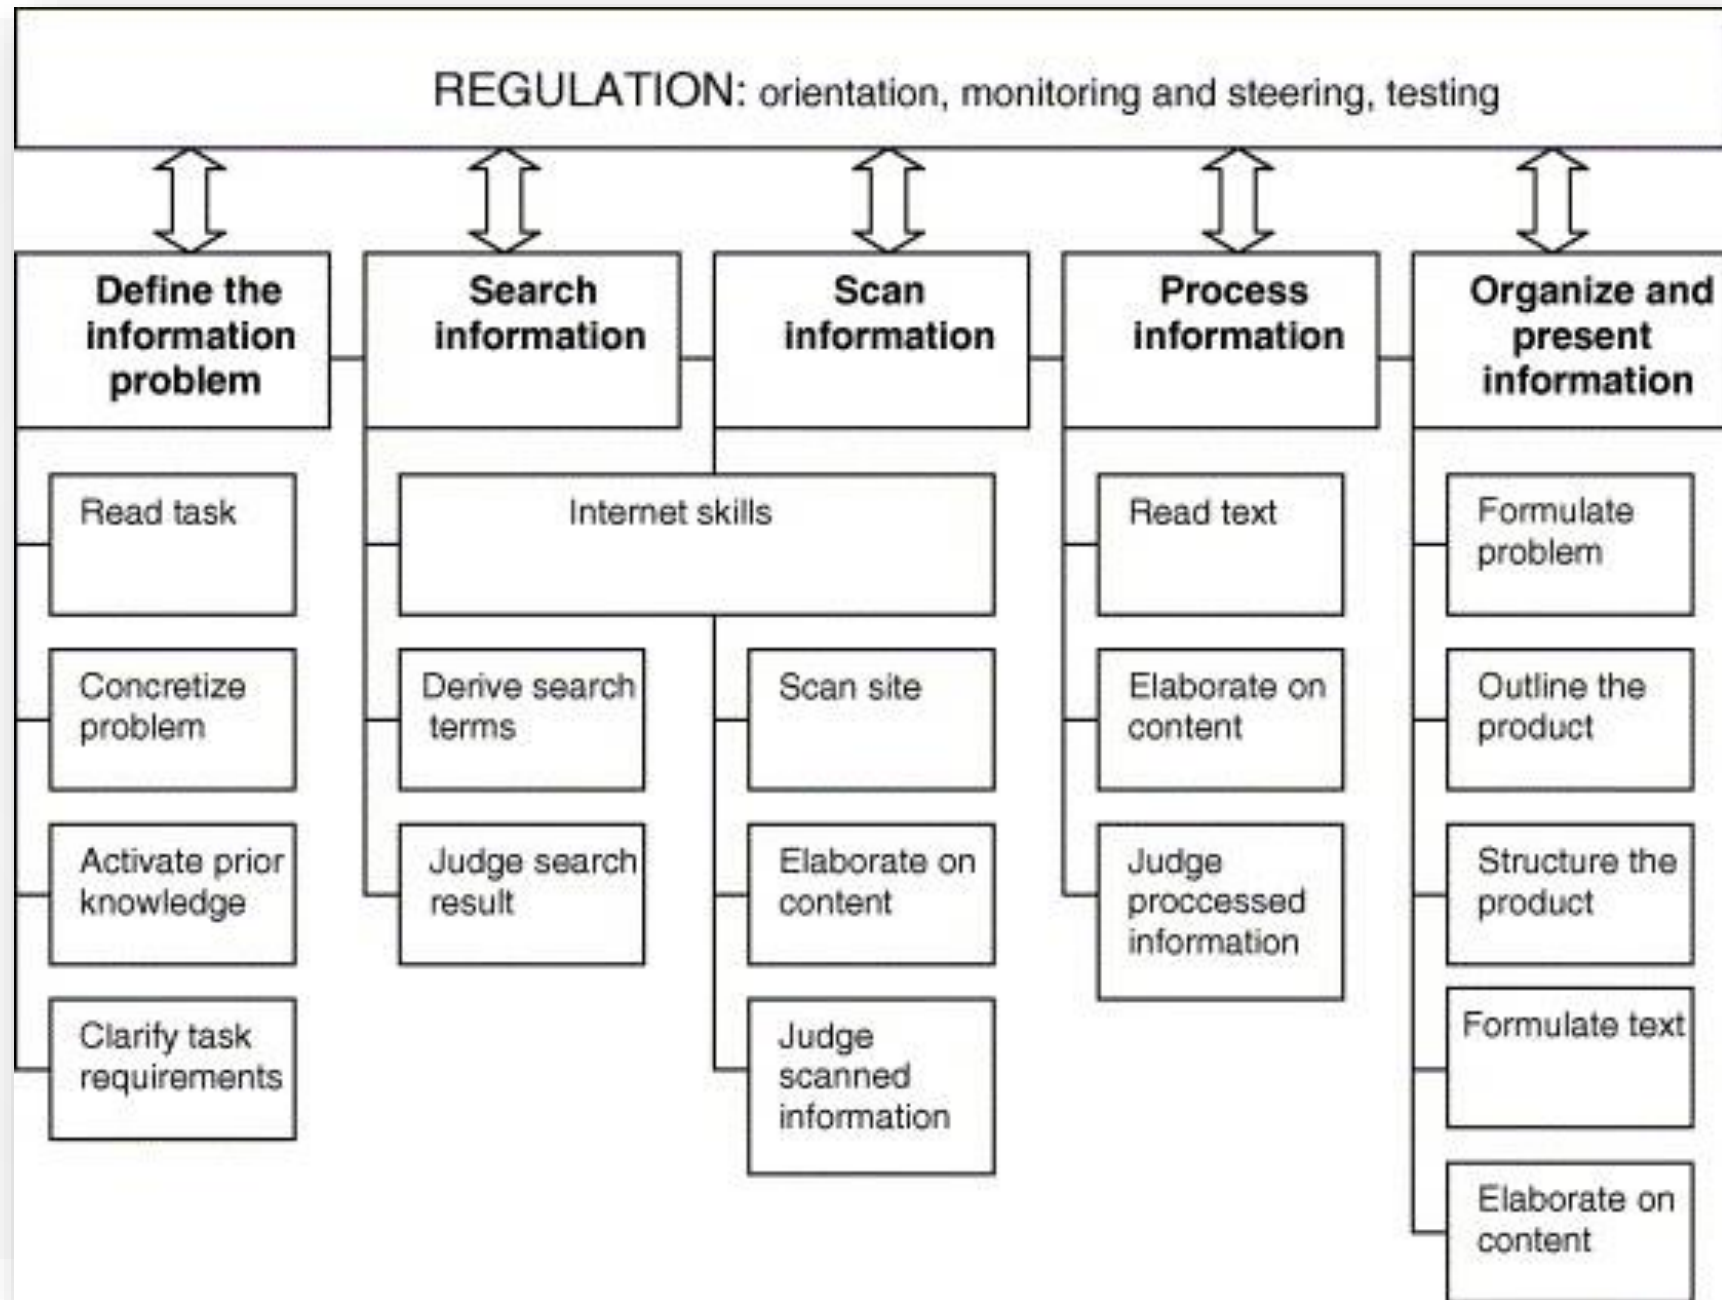 REGULATION: orientation, monitoring and steering, testing
Define the
information
problem
Search
information
Scan
information
Process
information
Organize and
present
information
Read task
Concretize
problem
Activate prior
knowledge
Clarify task
requirements
Internet skills
Derive search
terms
Judge search
result
Scan site
Elaborate on
content
Judge
scanned
information
Read text
Elaborate on
content
Judge
proccessed
information
Formulate
problem
Outline the
product
Structure the
product
Formulate text
Elaborate on
content